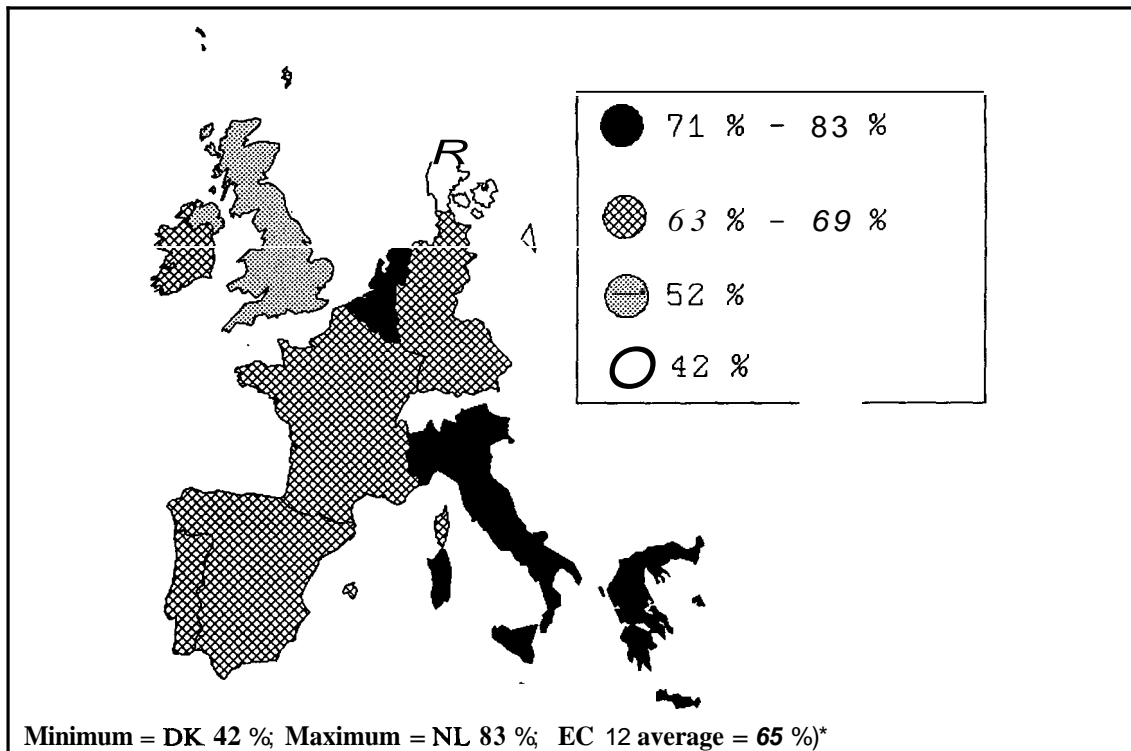 R
71 % - 83 %
63 % - 69 %
52 %
42 %
Minimum = DK 42 %; Maximum = NL 83 %; EC 12 average = 65 %)*